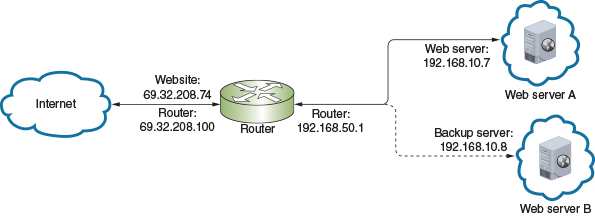 Internet
Website:
69.32.208.74
Router:
69.32.208.100
Router
Router:
192.168.50.1
Web server:
192.168.10.7
Web server A
Backup server:
192.168.10.8
Web server B